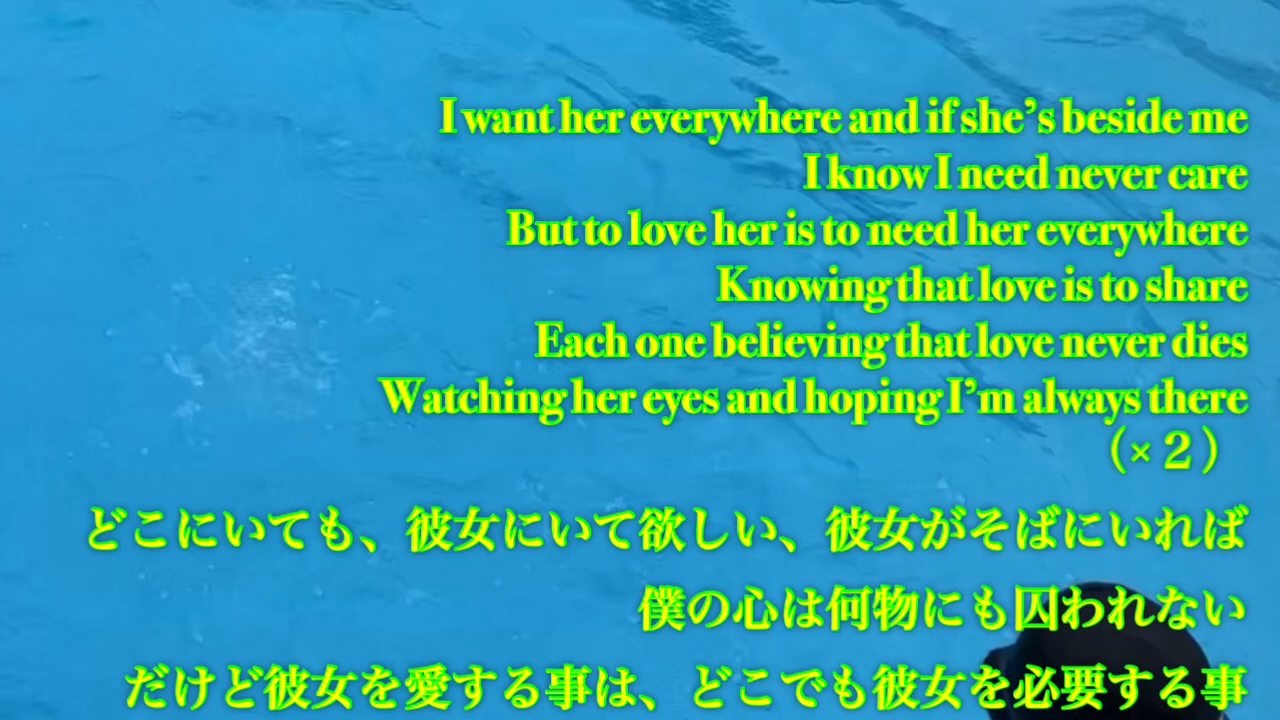 I want her everywhere and if she’s beside me
I know I need never care
But to love her is to need her everywhere
Knowing that love is to share
Each one believing that love never dies
Watching her eyes and hoping I’m always there
（×２）
どこにいても、彼女にいて欲しい、彼女がそばにいれば
僕の心は何物にも囚われない
だけど彼女を愛する事は、どこでも彼女を必要する事